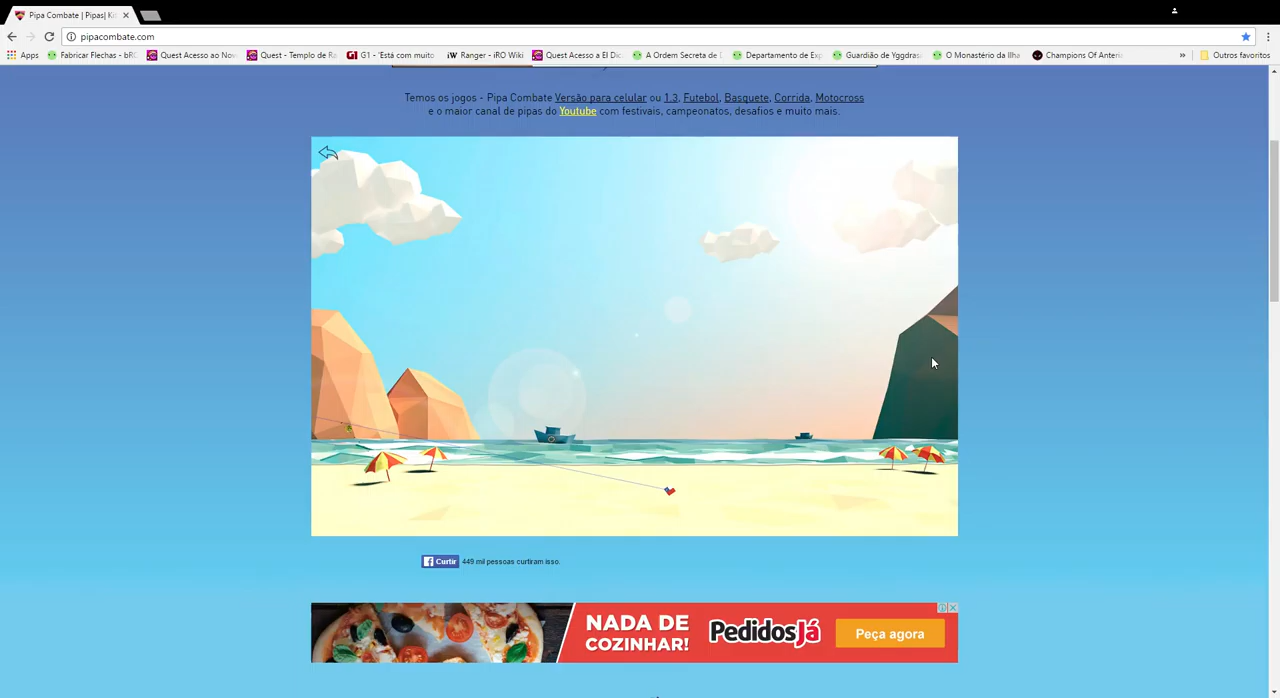 Pipa Combate | Pipas| Ki
pipacombate.com
Apps Fabricar Flechas - bRO Quest Acesso ao Nov Quest - Templo de Ra G1 - 'Está com muito iW Ranger - iRO Wiki Quest Acesso a El Dic A Ordem Secreta de Departamento de Exp Guardião de Yggdras O Monastério da Ilha Champions Of Anteria » Outros favoritos
Temos os jogos - Pipa Combate Versão para celular ou 1.3, Futebol, Basquete, Corrida, Motocross
e o maior canal de pipas do Youtube com festivais, campeonatos, desafios e muito mais.
Curtir 449 mil pessoas curtiram isso.
NADA DE
COZINHAR!
PedidosJá
Peça agora